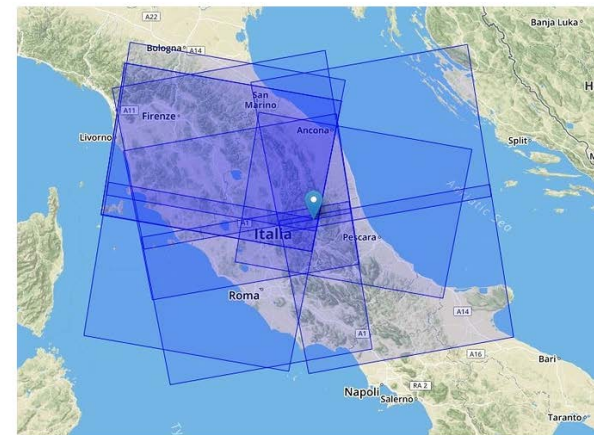 A22
Banja Luka
Bologna
A14
H
San
Marino
A11
Firenze
Ancona
Livorno
Split
Adriatic Sea
A1
Italia
Pescara
Roma
A14
A1
A16
Bari
Napoli
RA 2
Salerno
Taranto